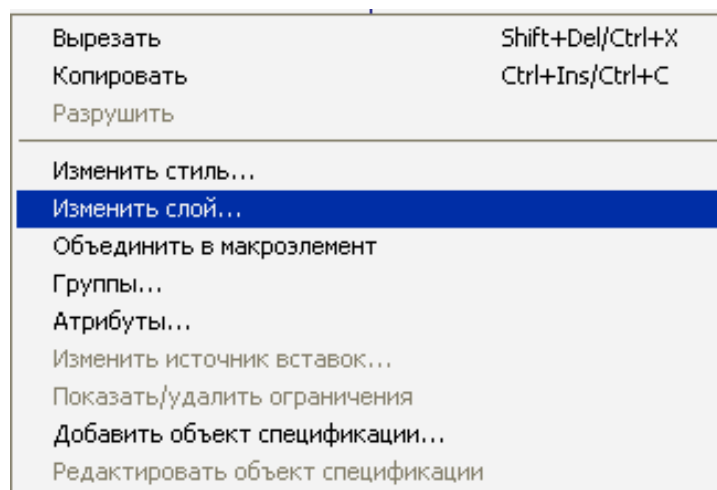 Вырезать Shift+Del/Ctrl+X
Копировать Ctrl+Ins/Ctrl+C
Разрушить
Изменить стиль...
Изменить слой...
Объединить в макроэлемент
Группы...
Атрибуты...
Изменить источник вставок...
Показать/удалить ограничения
Добавить объект спецификации...
Редактировать объект спецификации